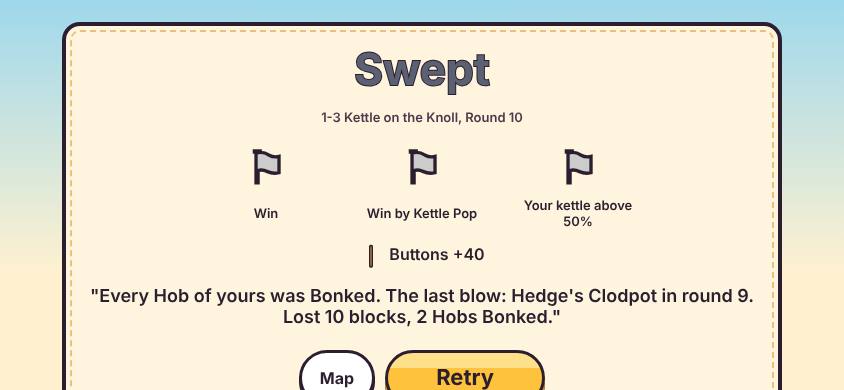 Swept
1-3 Kettle on the Knoll, Round 10
Win
Win by Kettle Pop
Your kettle above
50%
Buttons +40
"Every Hob of yours was Bonked. The last blow: Hedge's Clodpot in round 9.
Lost 10 blocks, 2 Hobs Bonked."
Map
Retry